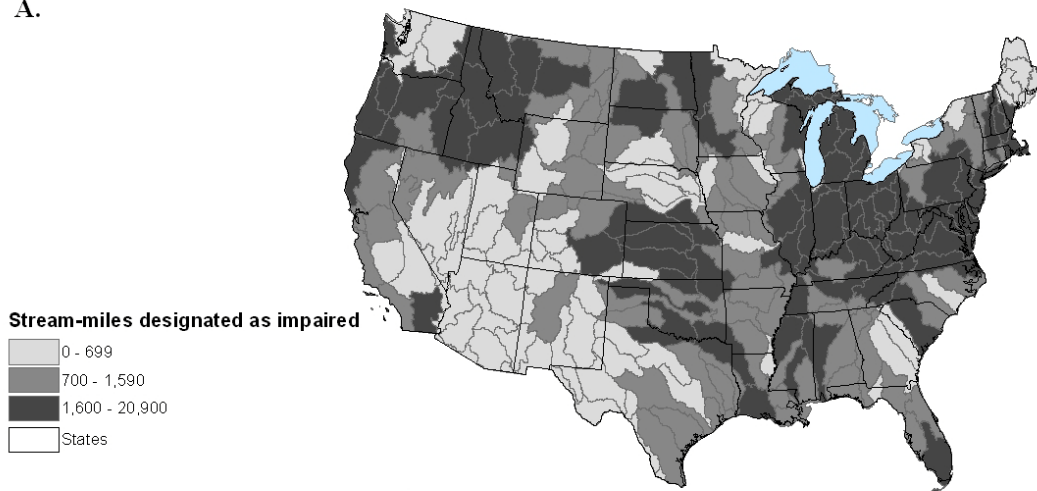 A.
Stream-miles designated as impaired
0 - 699
700 - 1,590
1,600 - 20,900
States